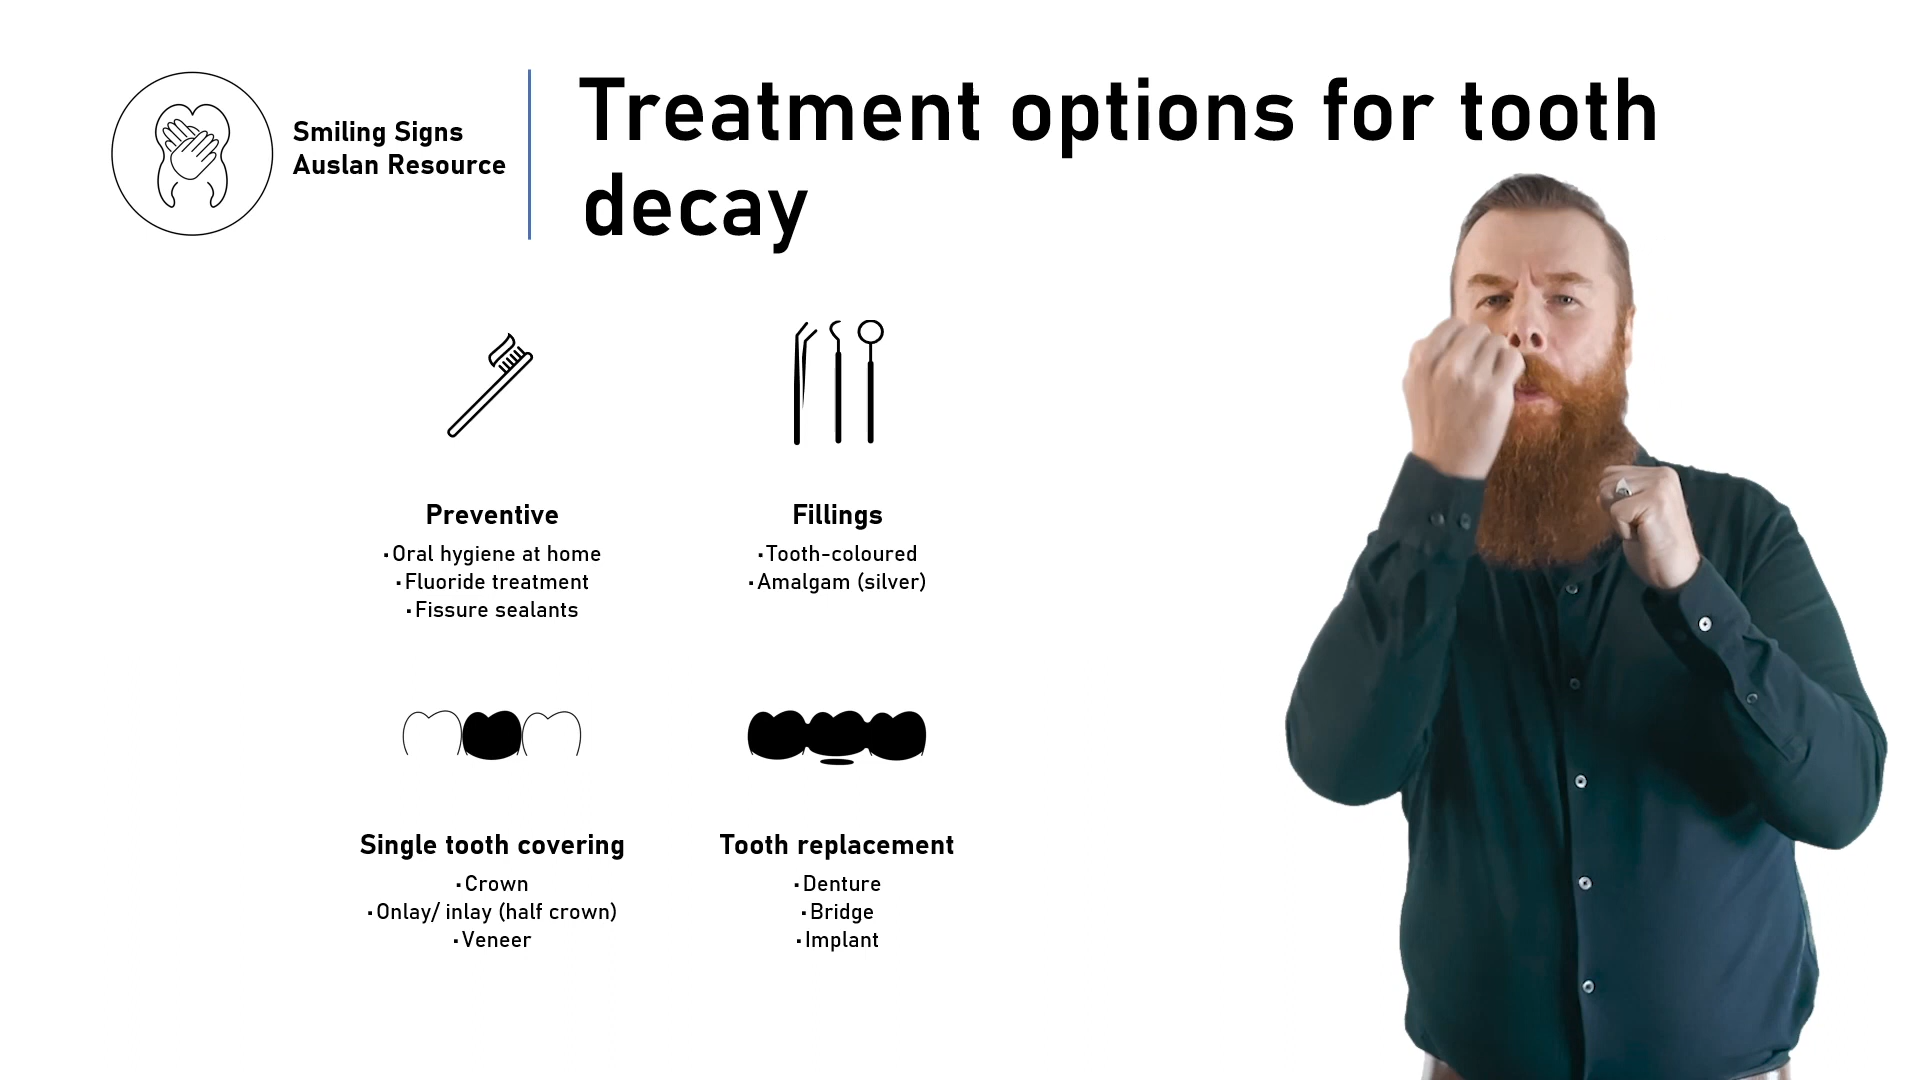 Smiling Signs
Auslan Resource
Treatment options for tooth
decay
Preventive
▪Oral hygiene at home
▪Fluoride treatment
▪Fissure sealants
Fillings
▪Tooth-coloured
▪Amalgam (silver)
Single tooth covering
▪Crown
▪Onlay/ inlay (half crown)
▪Veneer
Tooth replacement
▪Denture
▪Bridge
▪Implant